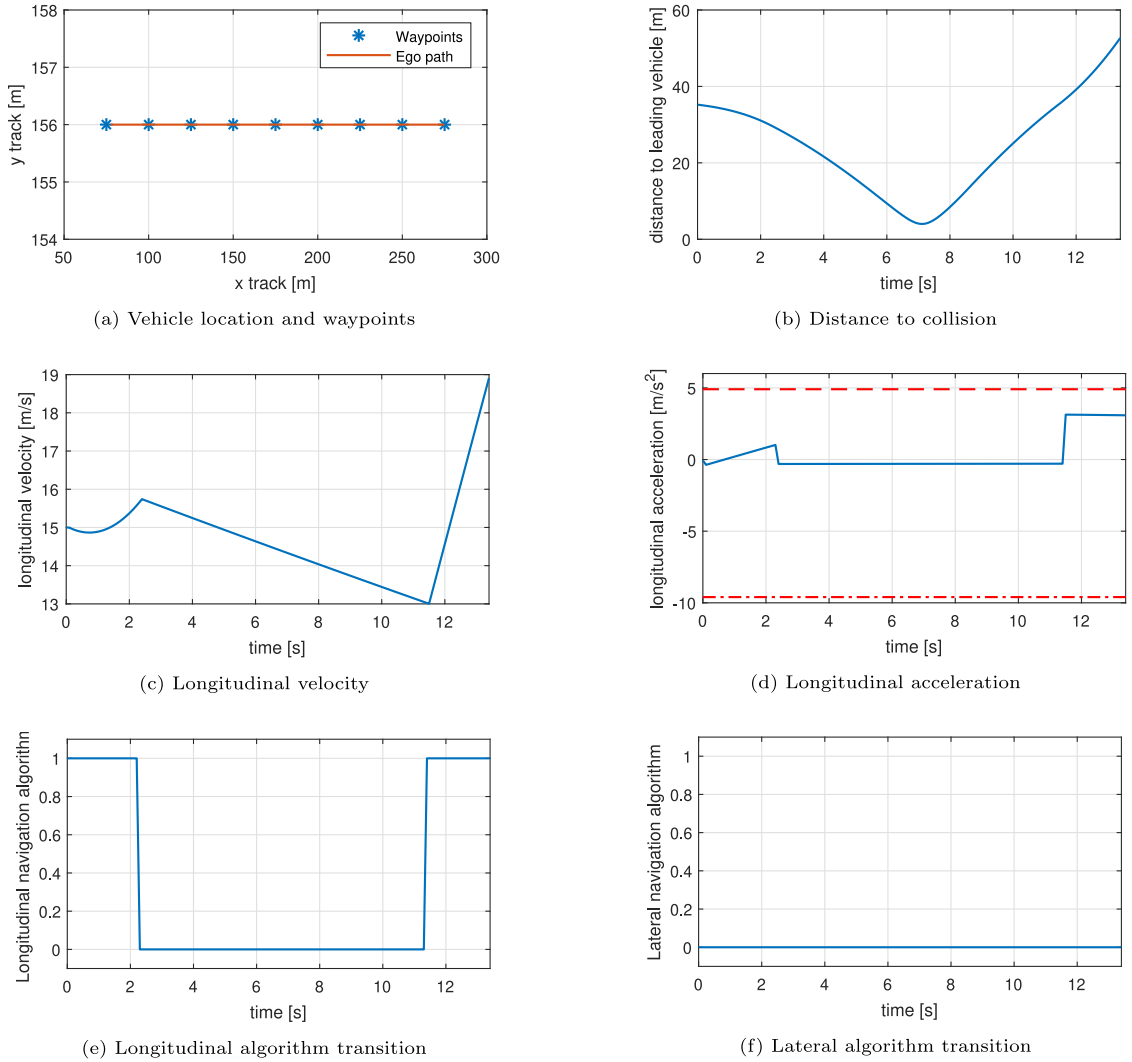 158
157
156
155
154
y track [m]
50 100 150 200 250 300
x track [m]
Waypoints
Ego path
(a) Vehicle location and waypoints
60
40
20
0
distance to leading vehicle [m]
0 2 4 6 8 10 12
time [s]
(b) Distance to collision
19
18
17
16
15
14
13
longitudinal velocity [m/s]
0 2 4 6 8 10 12
time [s]
(c) Longitudinal velocity
5
0
-5
-10
longitudinal acceleration [m/s²]
0 2 4 6 8 10 12
time [s]
(d) Longitudinal acceleration
1
0.8
0.6
0.4
0.2
0
Longitudinal navigation algorithm
0 2 4 6 8 10 12
time [s]
(e) Longitudinal algorithm transition
1
0.8
0.6
0.4
0.2
0
Lateral navigation algorithm
0 2 4 6 8 10 12
time [s]
(f) Lateral algorithm transition